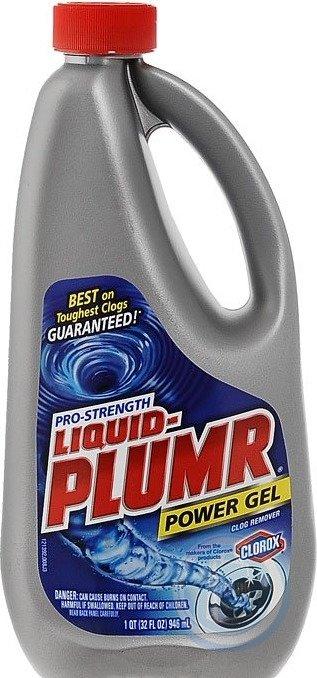 BEST on
Toughest Clogs
GUARANTEED!*
PRO-STRENGTH
LIQUID-
PLUMR®
POWER GEL
CLOG REMOVER
From the
makers of Clorox®
products
CLOROX
DANGER: CAN CAUSE BURNS ON CONTACT.
HARMFUL IF SWALLOWED. KEEP OUT OF REACH OF CHILDREN.
READ BACK PANEL CAREFULLY.
1 QT (32 FL OZ) 946 mL